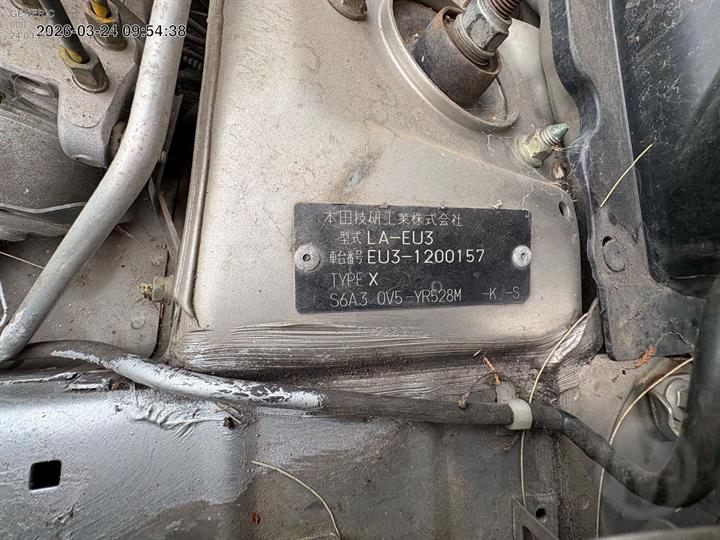 2026-03-24 09:54:38
本田技研工業株式会社
型式 LA-EU3
車台番号 EU3-1200157
TYPE X
S6A3 0V5-YR528M -K -S